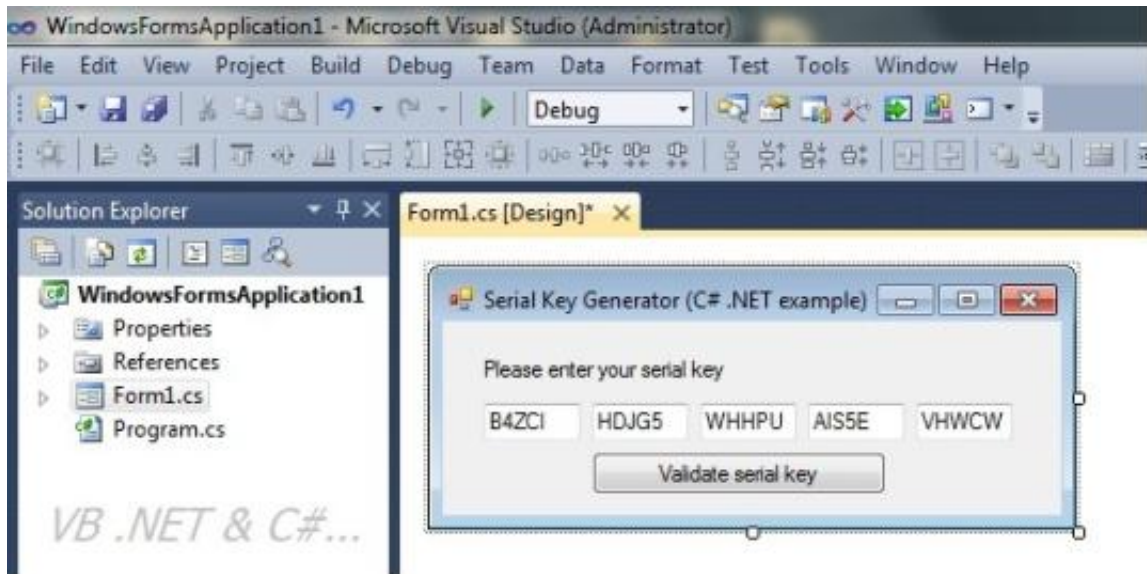 WindowsFormsApplication1 - Microsoft Visual Studio (Administrator)
File Edit View Project Build Debug Team Data Format Test Tools Window Help
Debug
Solution Explorer
Form1.cs [Design]*
WindowsFormsApplication1
Properties
References
Form1.cs
Program.cs
VB .NET & C#...
Serial Key Generator (C# .NET example)
Please enter your serial key
B4ZCI HDJG5 WHHPU AIS5E VHWCW
Validate serial key